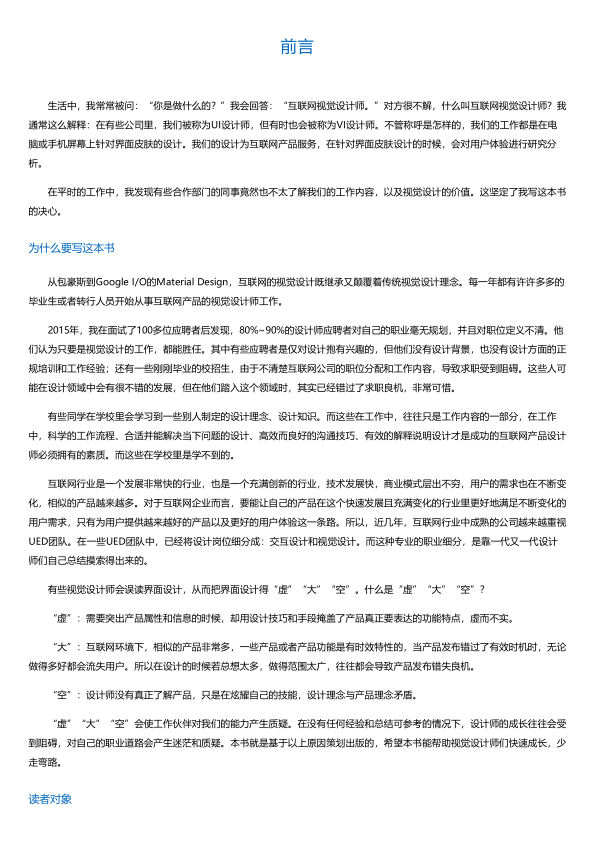 前言
生活中，我常常被问：“你是做什么的？”我会回答：“互联网视觉设计师。”对方很不解，什么叫互联网视觉设计师？我
通常这么解释：在有些公司里，我们被称为UI设计师，但有时也会被称为VI设计师。不管称呼是怎样的，我们的工作都是在电
脑或手机屏幕上针对界面皮肤的设计。我们的设计为互联网产品服务，在针对界面皮肤设计的时候，会对用户体验进行研究分
析。
在平时的工作中，我发现有些合作部门的同事竟然也不太了解我们的工作内容，以及视觉设计的价值。这坚定了我写这本书
的决心。
为什么要写这本书
从包豪斯到Google I/O的Material Design，互联网的视觉设计既继承又颠覆着传统视觉设计理念。每一年都有许许多多的
毕业生或者转行人员开始从事互联网产品的视觉设计师工作。
2015年，我在面试了100多位应聘者后发现，80%~90%的设计师应聘者对自己的职业毫无规划，并且对职位定义不清。他
们认为只要是视觉设计的工作，都能胜任。其中有些应聘者是仅对设计抱有兴趣的，但他们没有设计背景，也没有设计方面的正
规培训和工作经验；还有一些刚刚毕业的校招生，由于不清楚互联网公司的职位分配和工作内容，导致求职受到阻碍。这些人可
能在设计领域中会有很不错的发展，但在他们踏入这个领域时，其实已经错过了求职良机，非常可惜。
有些同学在学校里会学习到一些别人制定的设计理念、设计知识。而这些在工作中，往往只是工作内容的一部分，在工作
中，科学的工作流程、合适并能解决当下问题的设计、高效而良好的沟通技巧、有效的解释说明设计才是成功的互联网产品设计
师必须拥有的素质。而这些在学校里是学不到的。
互联网行业是一个发展非常快的行业，也是一个充满创新的行业，技术发展快，商业模式层出不穷，用户的需求也在不断变
化，相似的产品越来越多。对于互联网企业而言，要能让自己的产品在这个快速发展且充满变化的行业里更好地满足不断变化的
用户需求，只有为用户提供越来越好的产品以及更好的用户体验这一条路。所以，近几年，互联网行业中成熟的公司越来越重视
UED团队。在一些UED团队中，已经将设计岗位细分成：交互设计和视觉设计。而这种专业的职业细分，是靠一代又一代设计
师们自己总结摸索得出来的。
有些视觉设计师会误读界面设计，从而把界面设计得“虚”“大”“空”。什么是“虚”“大”“空”？
“虚”：需要突出产品属性和信息的时候，却用设计技巧和手段掩盖了产品真正要表达的功能特点，虚而不实。
“大”：互联网环境下，相似的产品非常多，一些产品或者产品功能是有时效特性的，当产品发布错过了有效时机时，无论
做得多好都会流失用户。所以在设计的时候若总想太多，做得范围太广，往往都会导致产品发布错失良机。
“空”：设计师没有真正了解产品，只是在炫耀自己的技能，设计理念与产品理念矛盾。
“虚”“大”“空”会使工作伙伴对我们的能力产生质疑。在没有任何经验和总结可参考的情况下，设计师的成长往往会受
到阻碍，对自己的职业道路会产生迷茫和质疑。本书就是基于以上原因策划出版的，希望本书能帮助视觉设计师们快速成长，少
走弯路。
读者对象